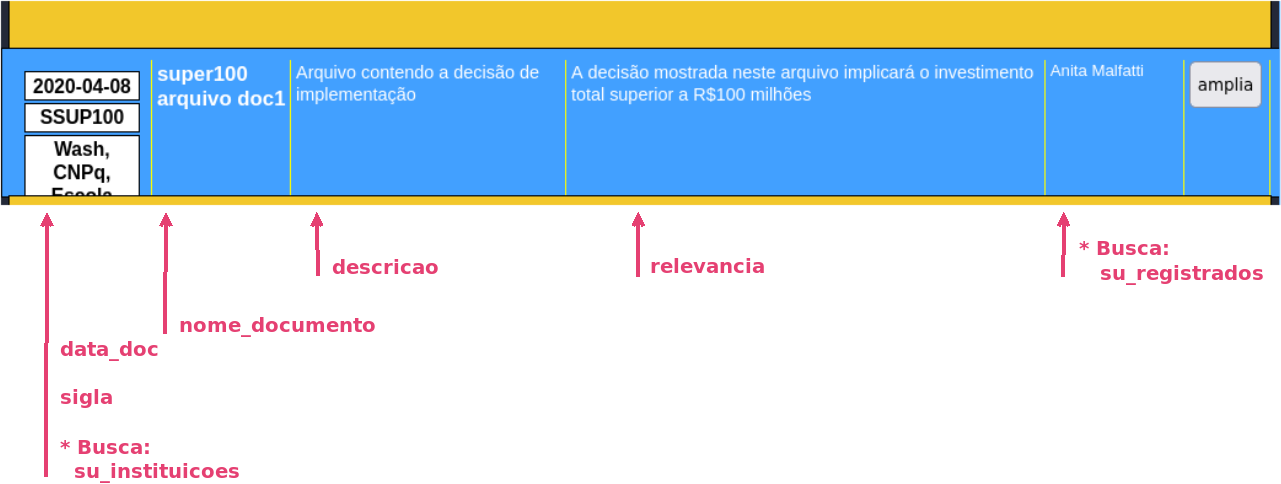 2020-04-08
SSUP100
Wash,
CNPq,
Escola
super100
arquivo doc1
Arquivo contendo a decisão de
implementação
A decisão mostrada neste arquivo implicará o investimento
total superior a R$100 milhões
Anita Malfatti
amplia
* Busca:
su_registrados
descricao
relevancia
nome_documento
data_doc
sigla
* Busca:
su_instituicoes